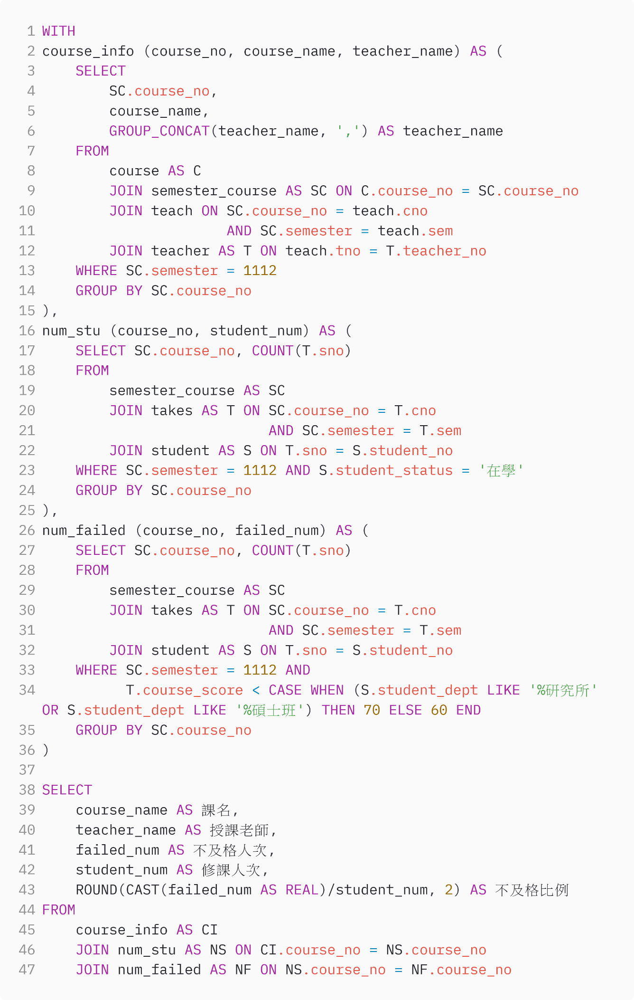 1 WITH
2 course_info (course_no, course_name, teacher_name) AS (
3     SELECT
4         SC.course_no,
5         course_name,
6         GROUP_CONCAT(teacher_name, ',') AS teacher_name
7     FROM
8         course AS C
9         JOIN semester_course AS SC ON C.course_no = SC.course_no
10         JOIN teach ON SC.course_no = teach.cno
11                       AND SC.semester = teach.sem
12         JOIN teacher AS T ON teach.tno = T.teacher_no
13     WHERE SC.semester = 1112
14     GROUP BY SC.course_no
15 ),
16 num_stu (course_no, student_num) AS (
17     SELECT SC.course_no, COUNT(T.sno)
18     FROM
19         semester_course AS SC
20         JOIN takes AS T ON SC.course_no = T.cno
21                            AND SC.semester = T.sem
22         JOIN student AS S ON T.sno = S.student_no
23     WHERE SC.semester = 1112 AND S.student_status = '在學'
24     GROUP BY SC.course_no
25 ),
26 num_failed (course_no, failed_num) AS (
27     SELECT SC.course_no, COUNT(T.sno)
28     FROM
29         semester_course AS SC
30         JOIN takes AS T ON SC.course_no = T.cno
31                            AND SC.semester = T.sem
32         JOIN student AS S ON T.sno = S.student_no
33     WHERE SC.semester = 1112 AND
34           T.course_score < CASE WHEN (S.student_dept LIKE '%研究所'
OR S.student_dept LIKE '%碩士班') THEN 70 ELSE 60 END
35     GROUP BY SC.course_no
36 )
37
38 SELECT
39     course_name AS 課名,
40     teacher_name AS 授課老師,
41     failed_num AS 不及格人次,
42     student_num AS 修課人次,
43     ROUND(CAST(failed_num AS REAL)/student_num, 2) AS 不及格比例
44 FROM
45     course_info AS CI
46     JOIN num_stu AS NS ON CI.course_no = NS.course_no
47     JOIN num_failed AS NF ON NS.course_no = NF.course_no